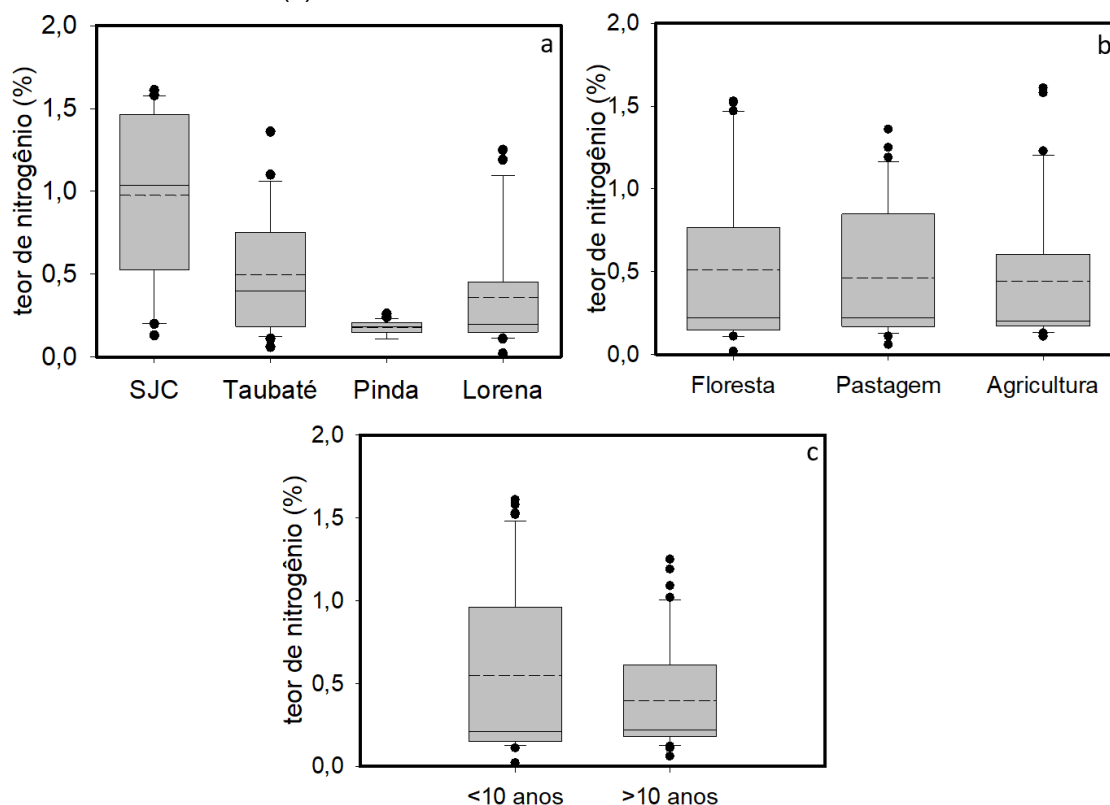 (a)
2,0
1,5
1,0
0,5
0,0
teor de nitrogênio (%)
a
SJC Taubaté Pinda Lorena
2,0
1,5
1,0
0,5
0,0
teor de nitrogênio (%)
b
Floresta Pastagem Agricultura
2,0
1,5
1,0
0,5
0,0
teor de nitrogênio (%)
c
<10 anos >10 anos